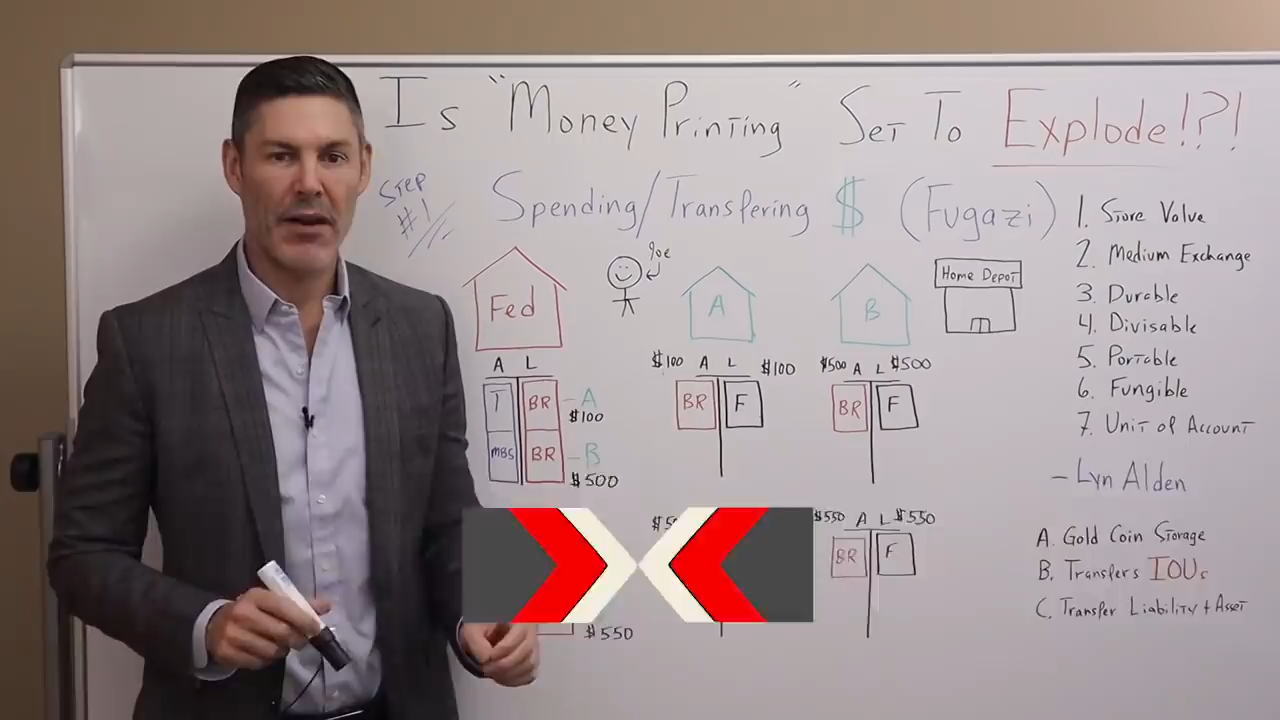 Is "Money Printing" Set To Explode!?!
Step #1
Spending/Transfering $ (Fugazi)
Fed
Joe
A
B
Home Depot
A L
T BR - A
$100
MBS BR - B
$500
$100 A L $100
BR F
$500 A L $500
BR F
$550 A L $550
BR F
$550
1. Store Value
2. Medium Exchange
3. Durable
4. Divisable
5. Portable
6. Fungible
7. Unit of Account
- Lyn Alden
A. Gold Coin Storage
B. Transfers IOUs
C. Transfer Liability + Asset